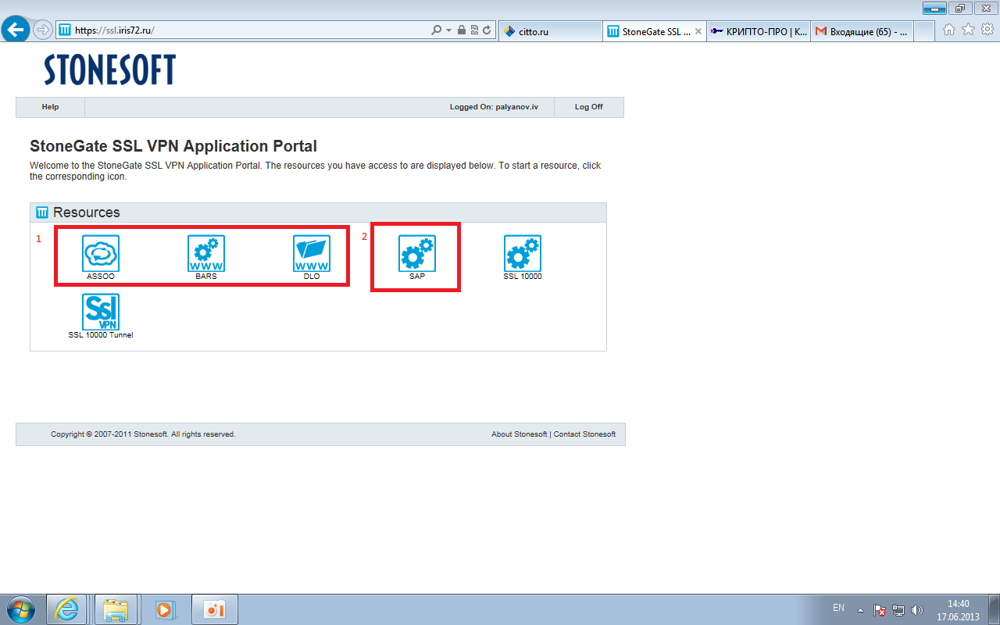 https://ssl.iris72.ru/
citto.ru
StoneGate SSL ...
КРИПТО-ПРО | К...
Входящие (65) - ...
STONESOFT
Help
Logged On: palyanov.iv
Log Off
StoneGate SSL VPN Application Portal
Welcome to the StoneGate SSL VPN Application Portal. The resources you have access to are displayed below. To start a resource, click
the corresponding icon.
Resources
1
2
WWW
WWW
ASSOO
BARS
DLO
SAP
SSL 10000
Ssl
VPN
SSL 10000 Tunnel
Copyright © 2007-2011 Stonesoft. All rights reserved.
About Stonesoft | Contact Stonesoft
EN
14:40
17.06.2013